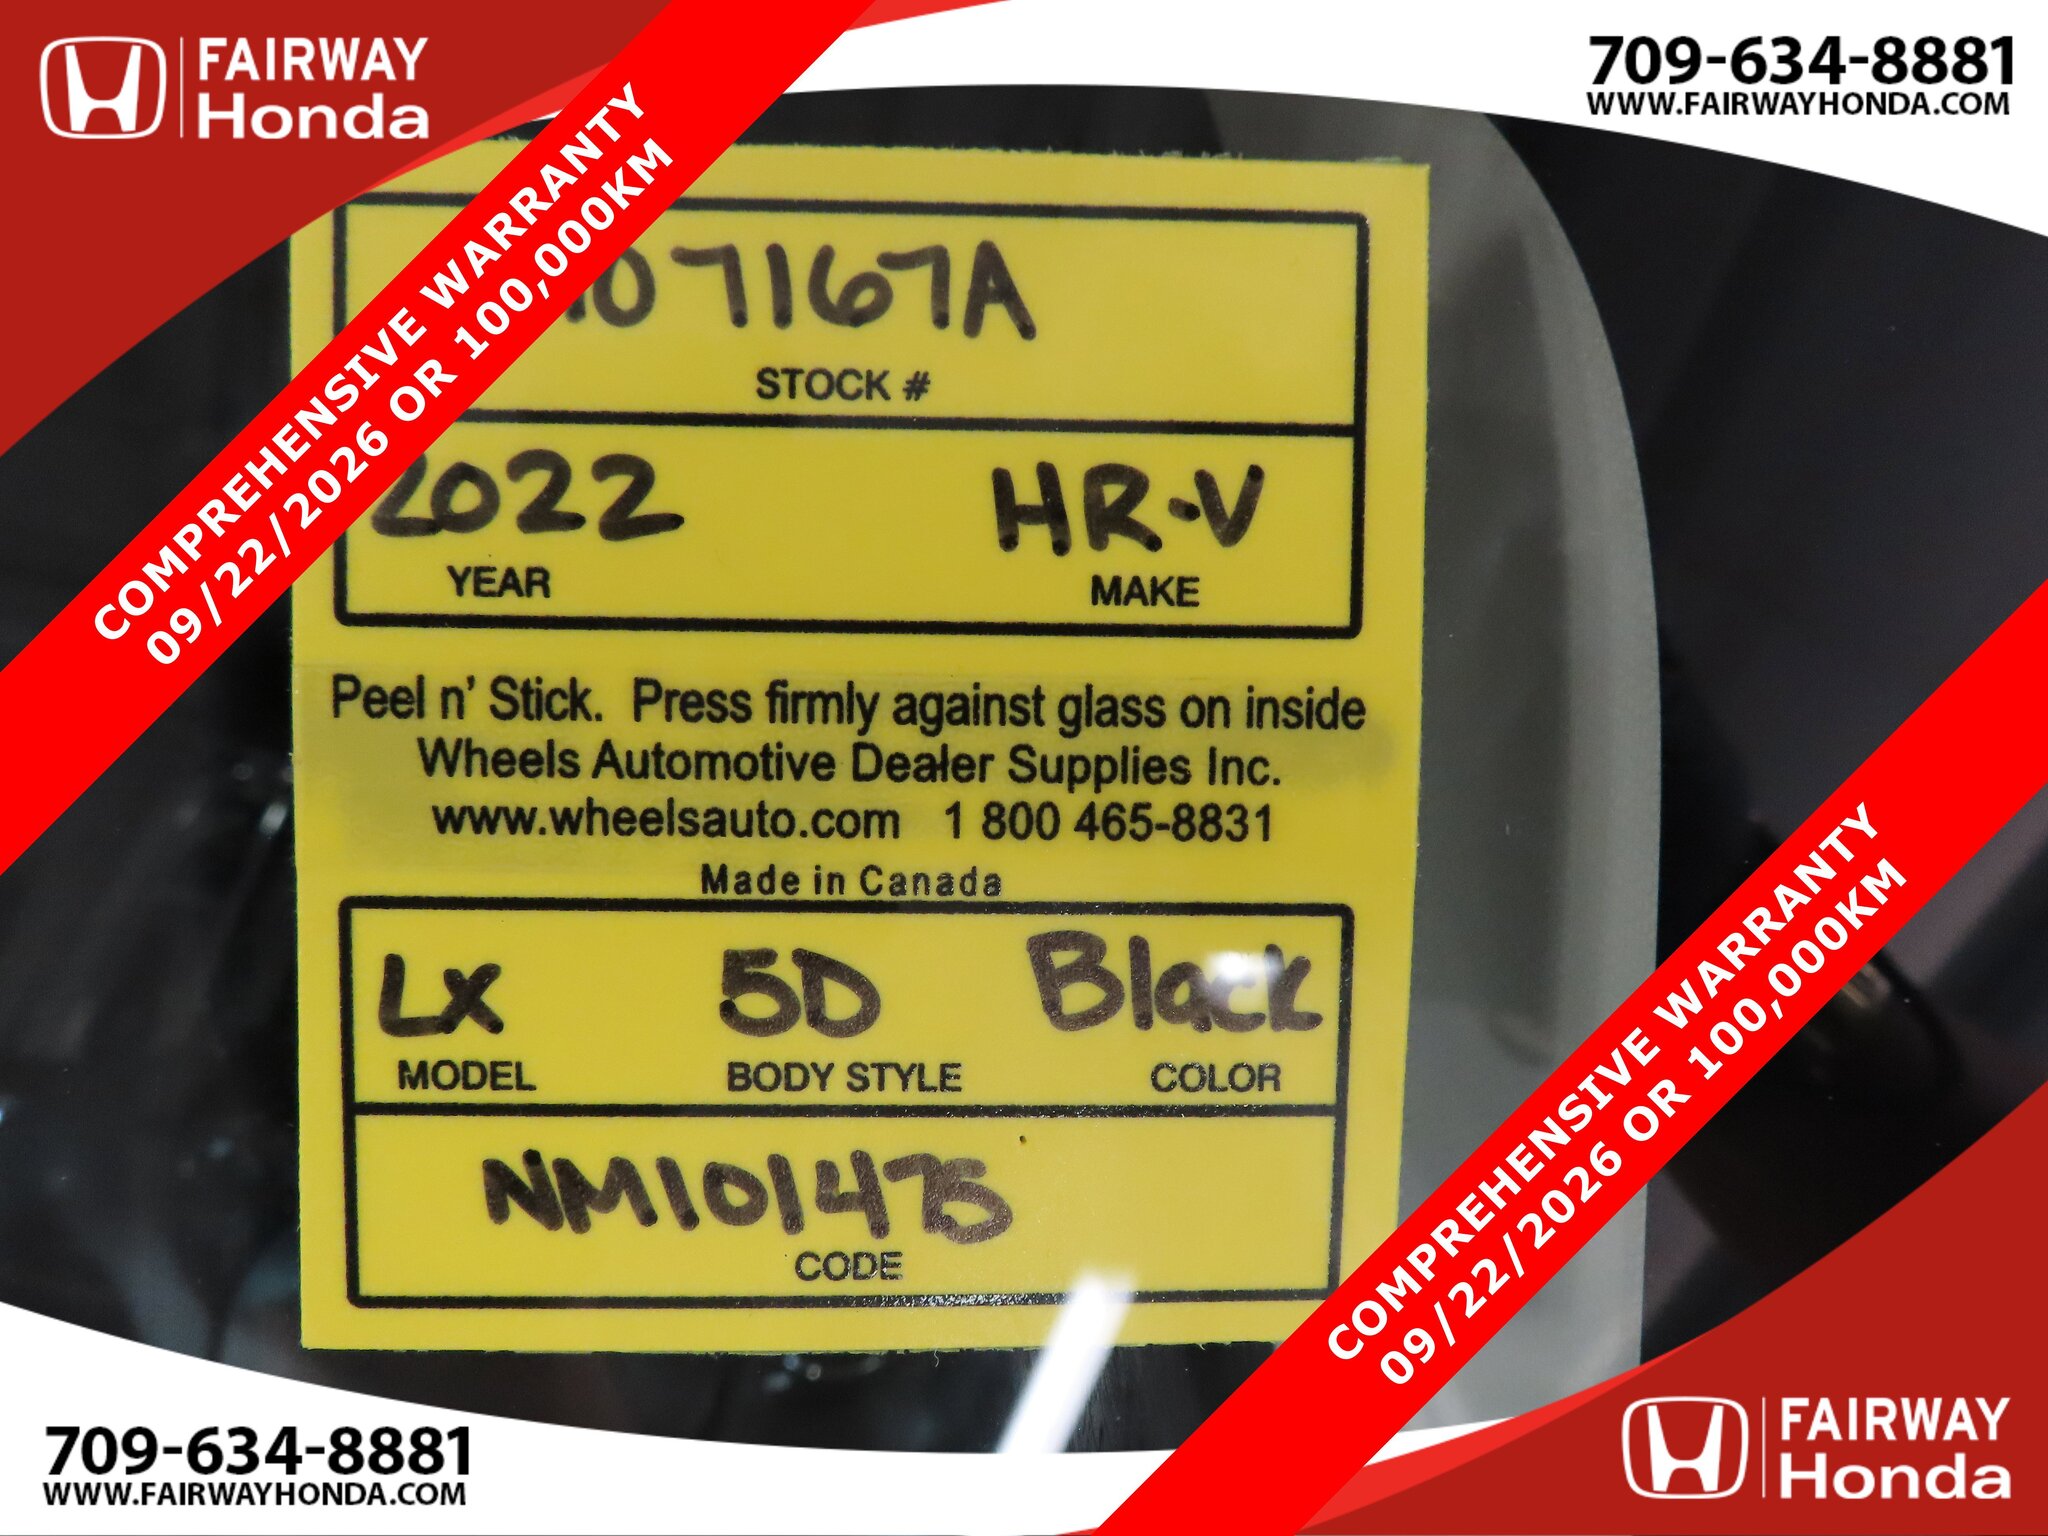 FAIRWAY
Honda
709-634-8881
WWW.FAIRWAYHONDA.COM
COMPREHENSIVE WARRANTY
09/22/2026 OR 100,000KM
STOCK #
2022 HR-V
YEAR MAKE
Peel n' Stick. Press firmly against glass on inside
Wheels Automotive Dealer Supplies Inc.
www.wheelsauto.com 1 800 465-8831
Made in Canada
LX 5D Black
MODEL BODY STYLE COLOR
NM101475
CODE
COMPREHENSIVE WARRANTY
09/22/2026 OR 100,000KM
709-634-8881
WWW.FAIRWAYHONDA.COM
FAIRWAY
Honda